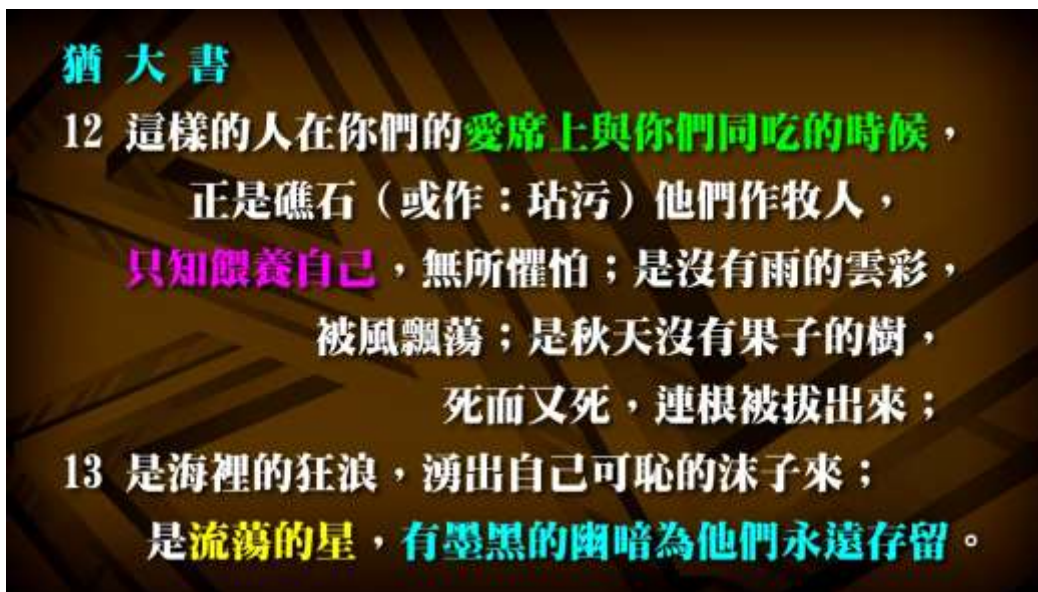 猶大書
12 這樣的人在你們的愛席上與你們同吃的時候，
正是礁石（或作：玷污）他們作牧人，
只知餵養自己，無所懼怕；是沒有雨的雲彩，
被風飄蕩；是秋天沒有果子的樹，
死而又死，連根被拔出來；
13 是海裡的狂浪，湧出自己可恥的沫子來；
是流蕩的星，有墨黑的幽暗為他們永遠存留。